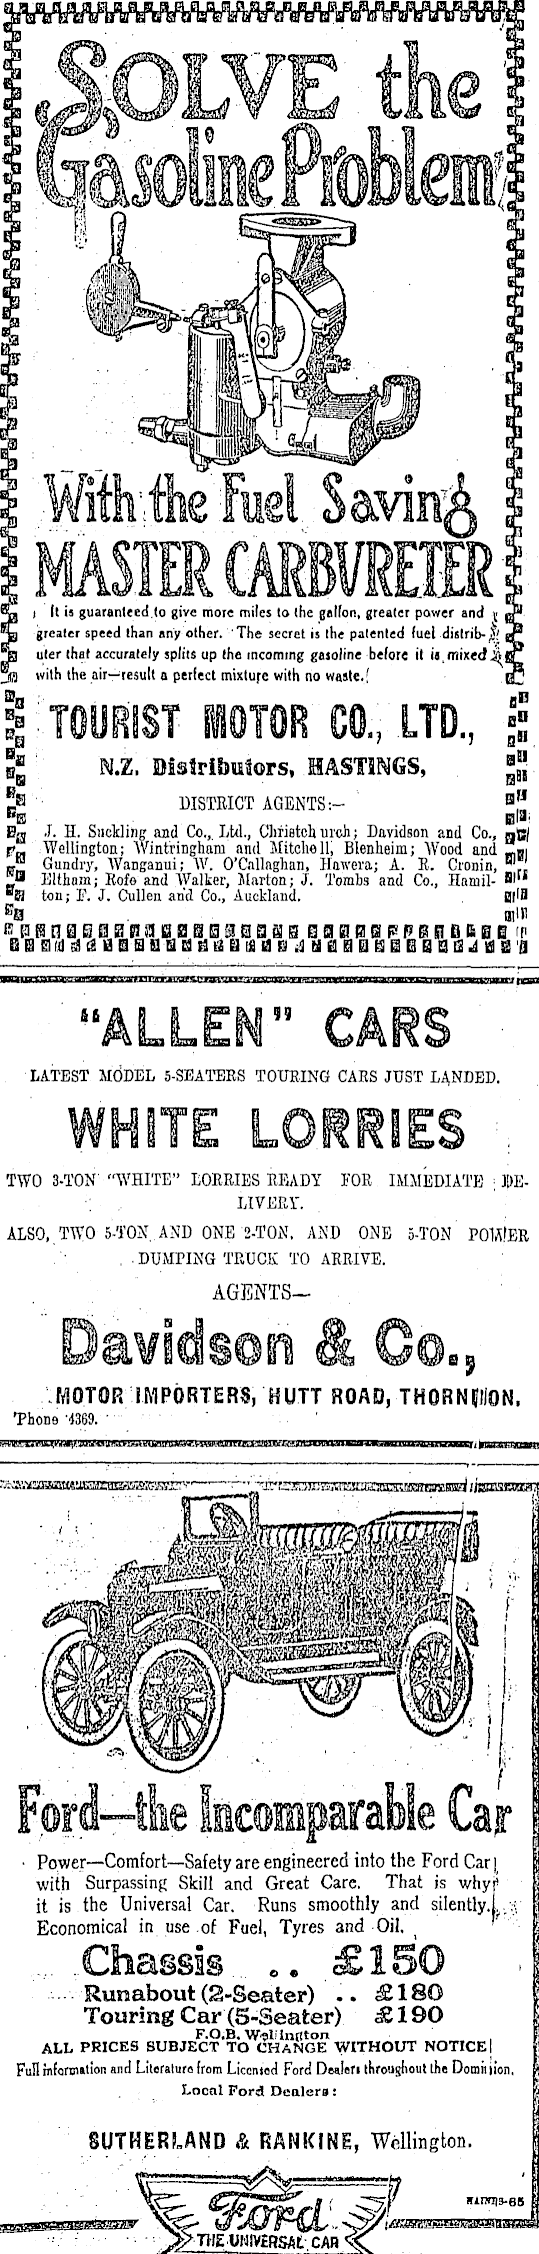 SOLVE the
Gasoline Problem
With the Fuel Saving
MASTER CARBURETER
It is guaranteed to give more miles to the gallon, greater power and
greater speed than any other. The secret is the patented fuel distrib-
uter that accurately splits up the incoming gasoline before it is mixed
with the air—result a perfect mixture with no waste.
TOURIST MOTOR CO., LTD.,
N.Z. Distributors, HASTINGS,
DISTRICT AGENTS:—
J. H. Suckling and Co., Ltd., Christchurch; Davidson and Co.,
Wellington; Wintringham and Mitchell, Blenheim; Wood and
Gundry, Wanganui; W. O'Callaghan, Hawera; A. R. Cronin,
Eltham; Rofe and Walker, Marton; J. Tombs and Co., Hamil-
ton; F. J. Cullen and Co., Auckland.
"ALLEN" CARS
LATEST MODEL 5-SEATERS TOURING CARS JUST LANDED.
WHITE LORRIES
TWO 3-TON "WHITE" LORRIES READY FOR IMMEDIATE DE-
LIVERY.
ALSO, TWO 5-TON AND ONE 2-TON, AND ONE 5-TON POWER
DUMPING TRUCK TO ARRIVE.
AGENTS—
Davidson & Co.,
MOTOR IMPORTERS, HUTT ROAD, THORNDON.
'Phone 4369.
Ford—the Incomparable Car
Power—Comfort—Safety are engineered into the Ford Car
with Surpassing Skill and Great Care. That is why
it is the Universal Car. Runs smoothly and silently.
Economical in use of Fuel, Tyres and Oil.
Chassis .. £150
Runabout (2-Seater) .. £180
Touring Car (5-Seater) £190
F.O.B. Wellington
ALL PRICES SUBJECT TO CHANGE WITHOUT NOTICE
Full information and Literature from Licensed Ford Dealers throughout the Dominion.
Local Ford Dealers:
SUTHERLAND & RANKINE, Wellington.
HAINES-65
Ford
THE UNIVERSAL CAR